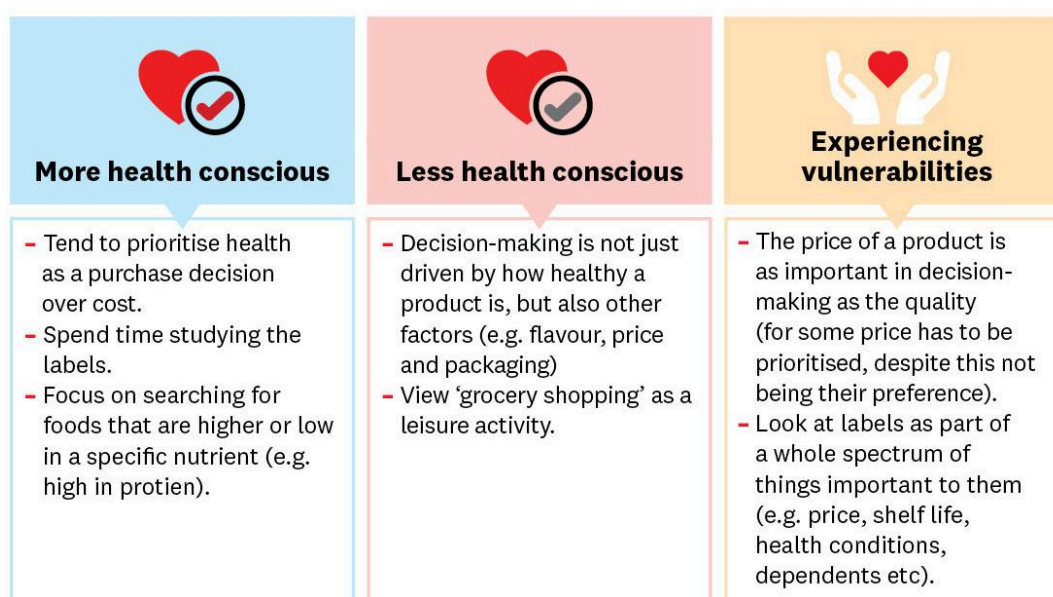 More health conscious
– Tend to prioritise health
as a purchase decision
over cost.
– Spend time studying the
labels.
– Focus on searching for
foods that are higher or low
in a specific nutrient (e.g.
high in protien).
Less health conscious
– Decision-making is not just
driven by how healthy a
product is, but also other
factors (e.g. flavour, price
and packaging)
– View ‘grocery shopping’ as a
leisure activity.
Experiencing
vulnerabilities
– The price of a product is
as important in decision-
making as the quality
(for some price has to be
prioritised, despite this not
being their preference).
– Look at labels as part of
a whole spectrum of
things important to them
(e.g. price, shelf life,
health conditions,
dependents etc).